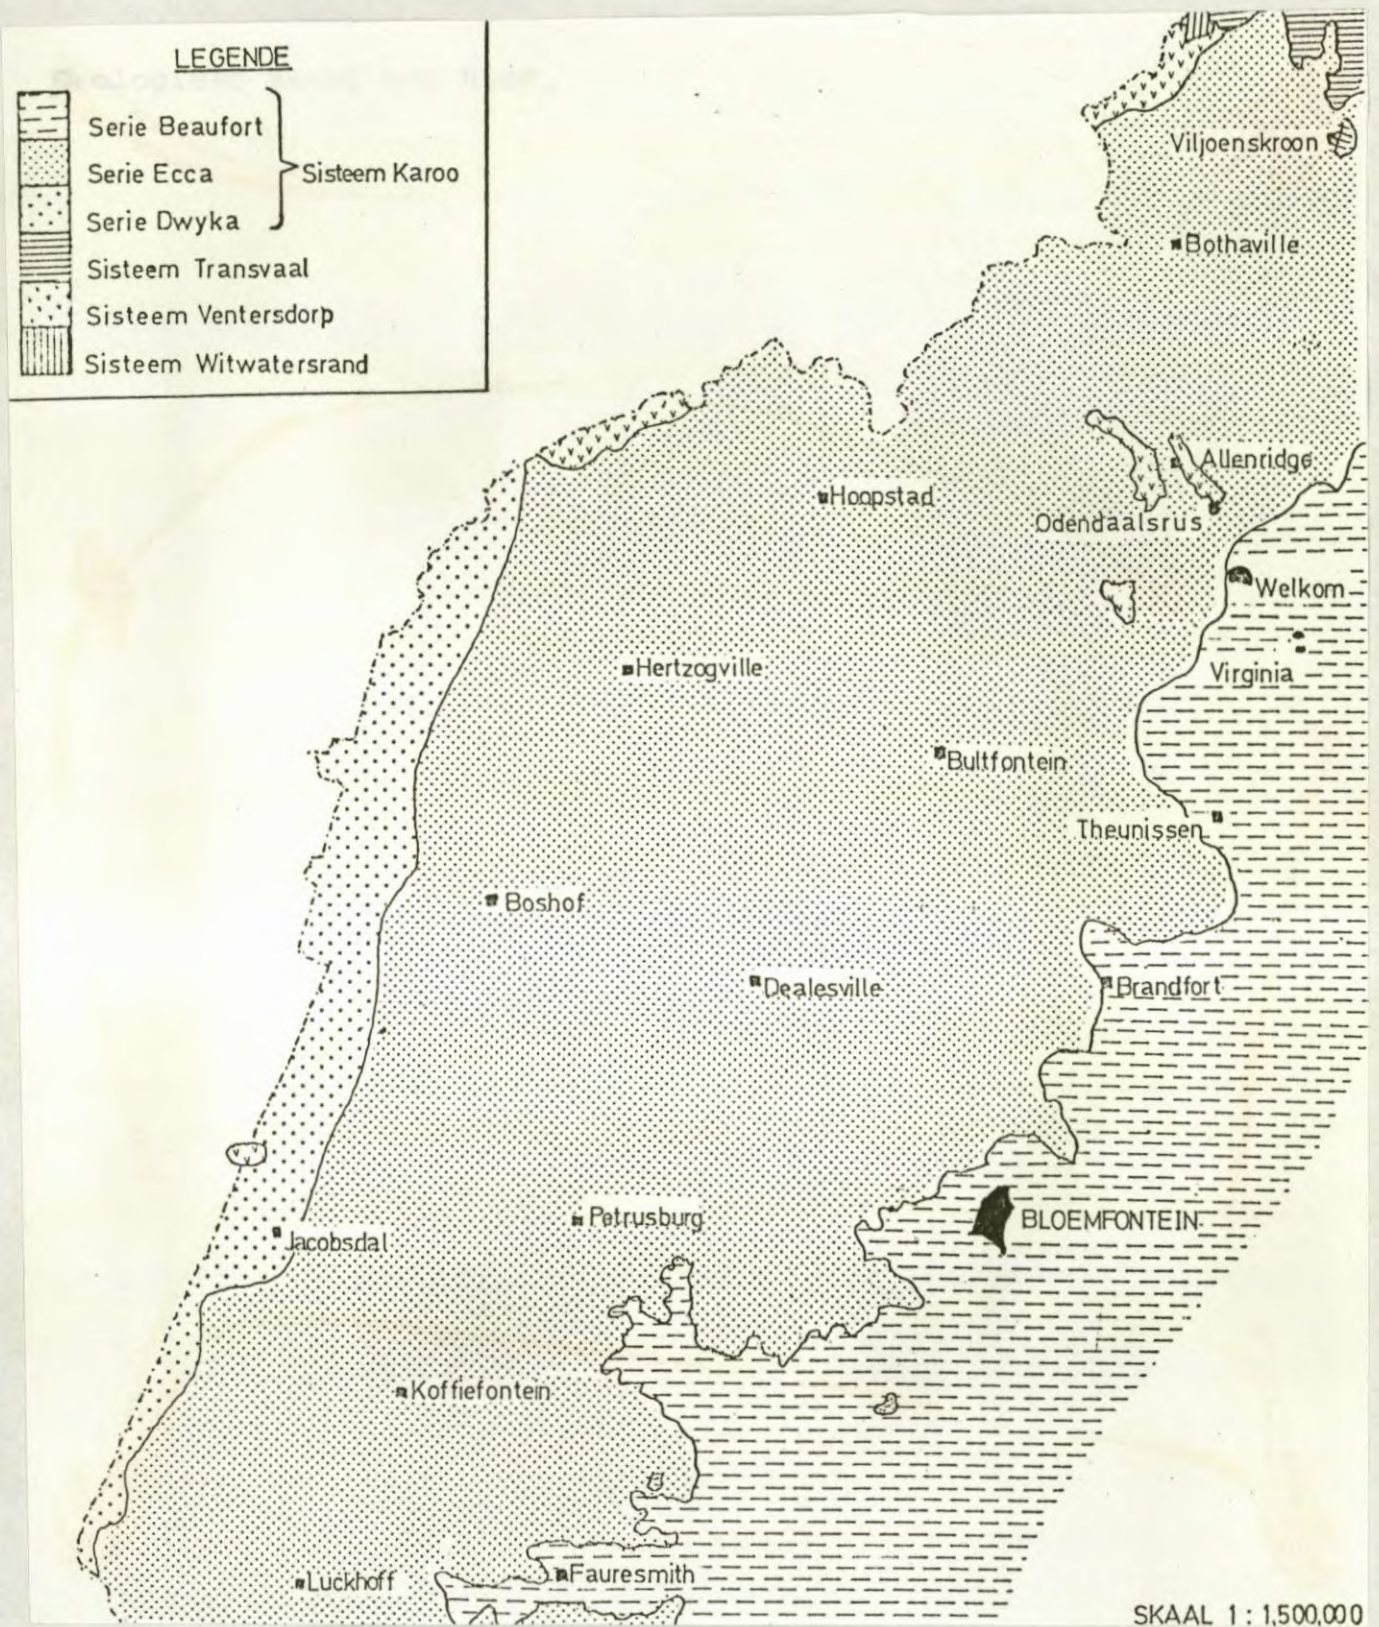 LEGENDE
Serie Beaufort
Serie Ecca
Sisteem Karoo
Serie Dwyka
Sisteem Transvaal
Sisteem Ventersdorp
Sisteem Witwatersrand
Viljoenskroon
Bothaville
Allenridge
Hoopstad
Odendaalsrus
Welkom
Hertzogville
Virginia
Bultfontein
Theunissen
Boshof
Dealesville
Brandfort
Petrusburg
BLOEMFONTEIN
Jacobsdal
Koffiefontein
Fauresmith
Luckhoff
SKAAL 1 : 1,500,000